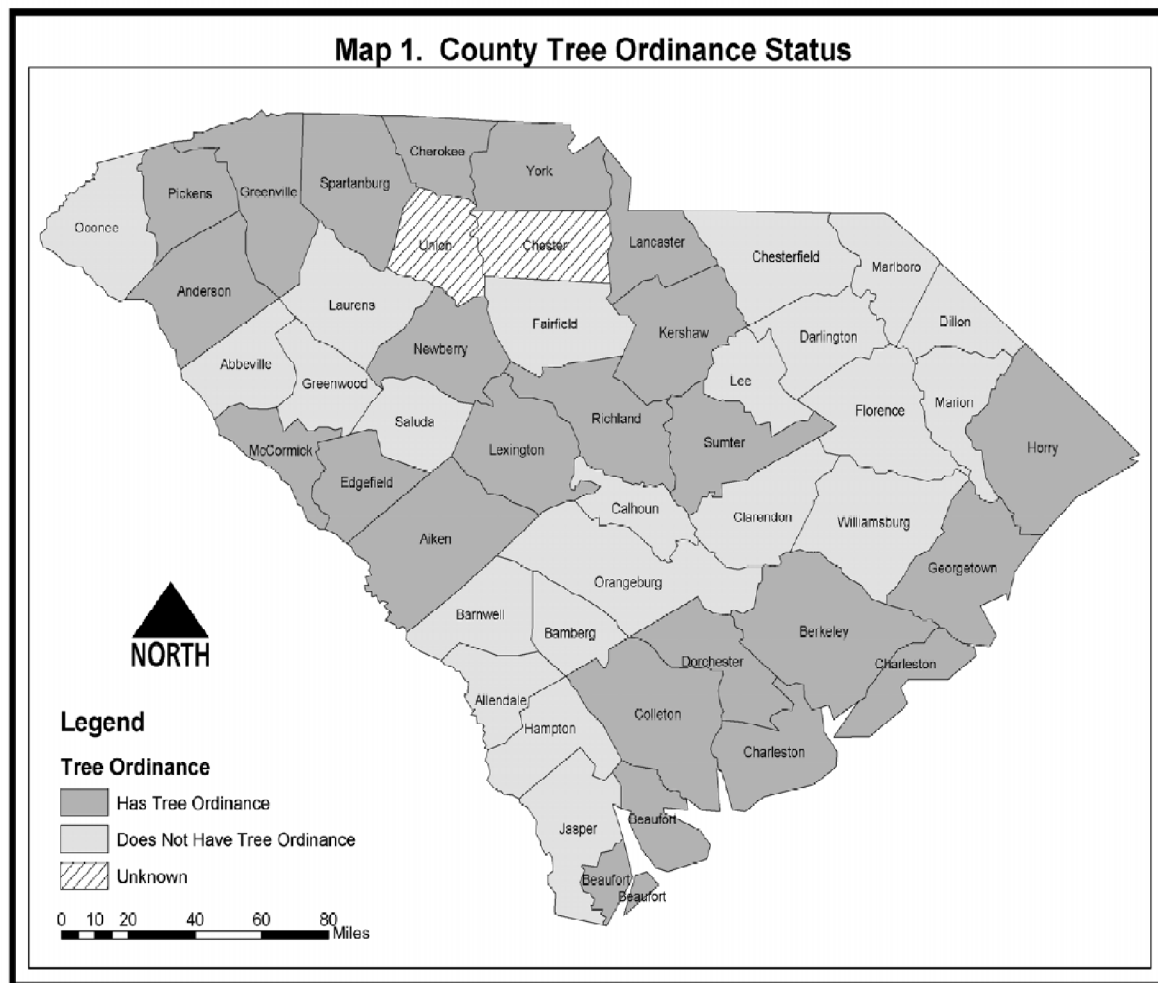 Map 1. County Tree Ordinance Status
Cherokee
York
Spartanburg
Greenville
Pickens
Oconee
Union
Chester
Lancaster
Chesterfield
Marlboro
Anderson
Laurens
Fairfield
Kershaw
Darlington
Dillon
Newberry
Abbeville
Greenwood
Lee
Florence
Marion
Saluda
Richland
Sumter
McCormick
Lexington
Horry
Edgefield
Calhoun
Clarendon
Williamsburg
Aiken
Georgetown
Orangeburg
Barnwell
Bamberg
Berkeley
Dorchester
Charleston
Allendale
Colleton
Hampton
Charleston
Jasper
Beaufort
Beaufort
Beaufort
NORTH
Legend
Tree Ordinance
Has Tree Ordinance
Does Not Have Tree Ordinance
Unknown
0 10 20 40 60 80
Miles